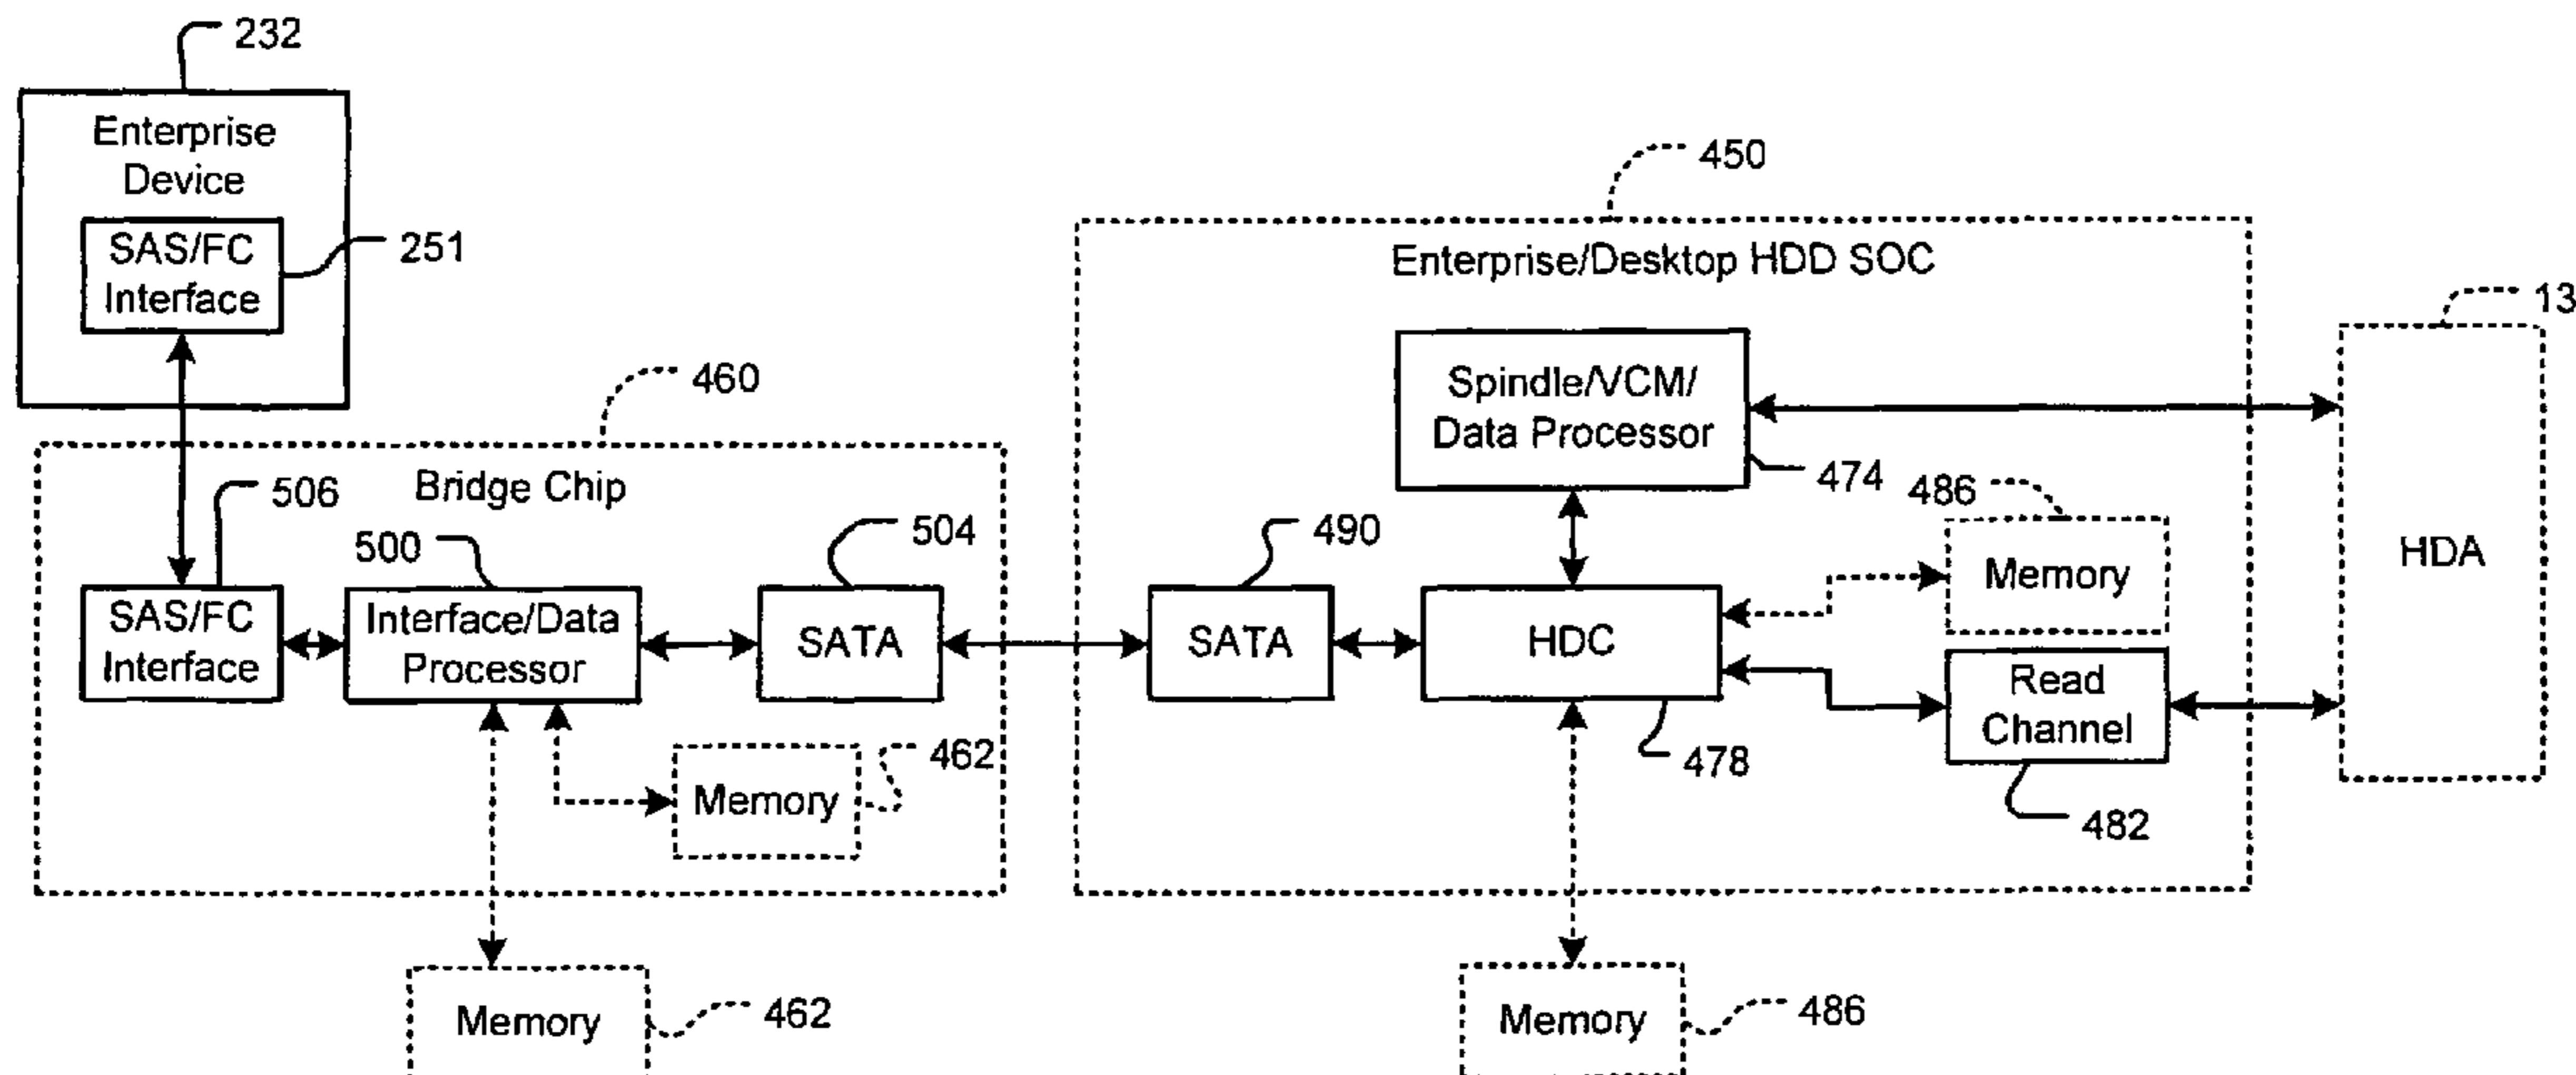 232
Enterprise
Device
SAS/FC
Interface
251
450
Enterprise/Desktop HDD SOC
13
460
Spindle/VCM/
Data Processor
474
486
Memory
HDA
Bridge Chip
506
500
504
490
SAS/FC
Interface
Interface/Data
Processor
SATA
SATA
HDC
478
Read
Channel
482
Memory
462
Memory
462
Memory
486